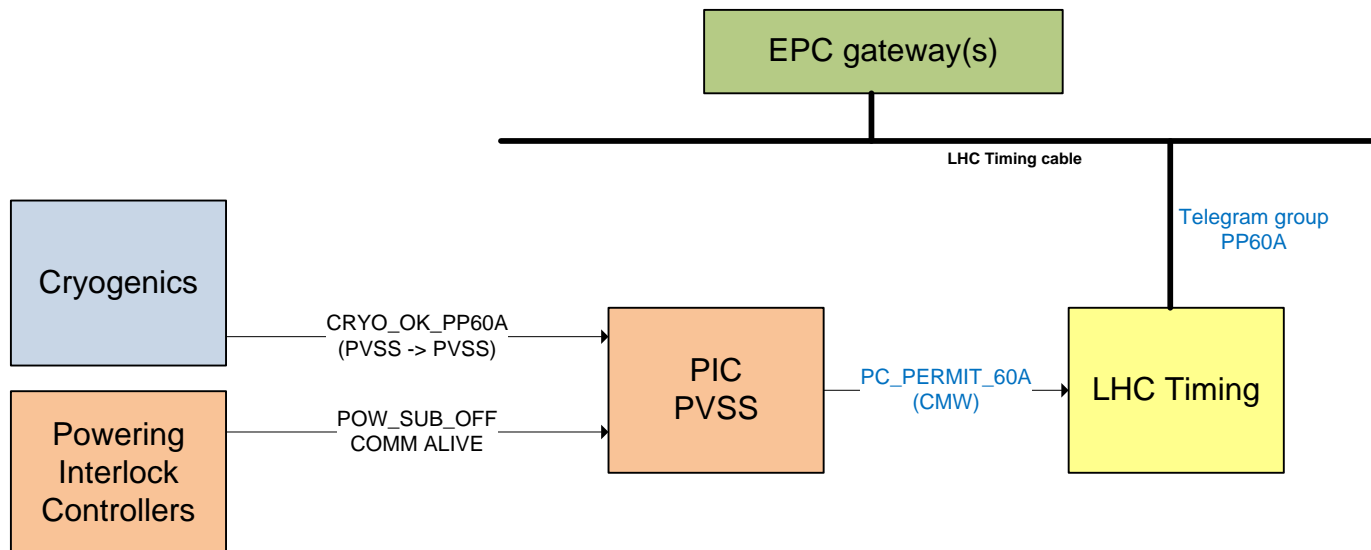 EPC gateway(s)
LHC Timing cable
Telegram group
PP60A
Cryogenics
CRYO_OK_PP60A
(PVSS -> PVSS)
PIC
PVSS
PC_PERMIT_60A
(CMW)
LHC Timing
Powering
Interlock
Controllers
POW_SUB_OFF
COMM ALIVE